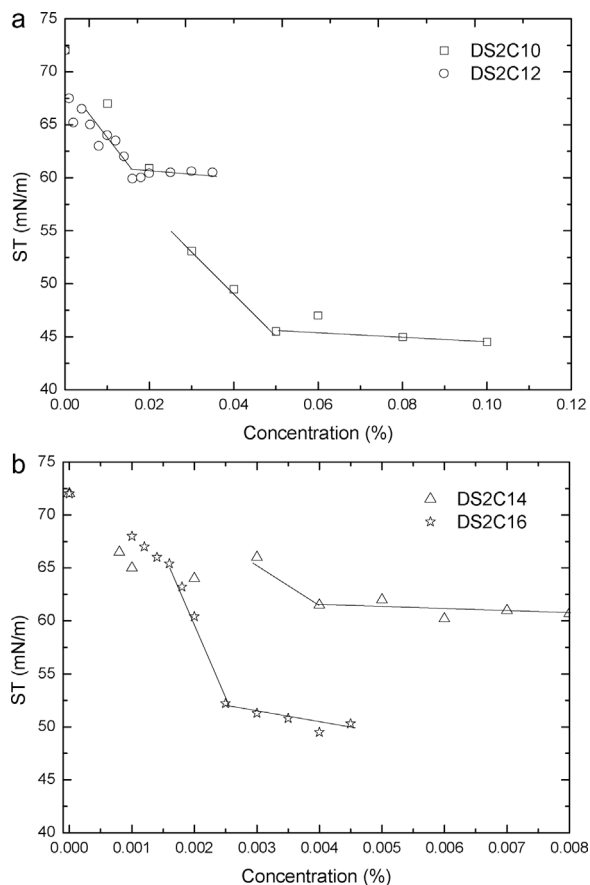 a
75
70
65
60
55
50
45
40
ST (mN/m)
DS2C10
DS2C12
0.00 0.02 0.04 0.06 0.08 0.10 0.12
Concentration (%)
b
75
70
65
60
55
50
45
40
ST (mN/m)
DS2C14
DS2C16
0.000 0.001 0.002 0.003 0.004 0.005 0.006 0.007 0.008
Concentration (%)